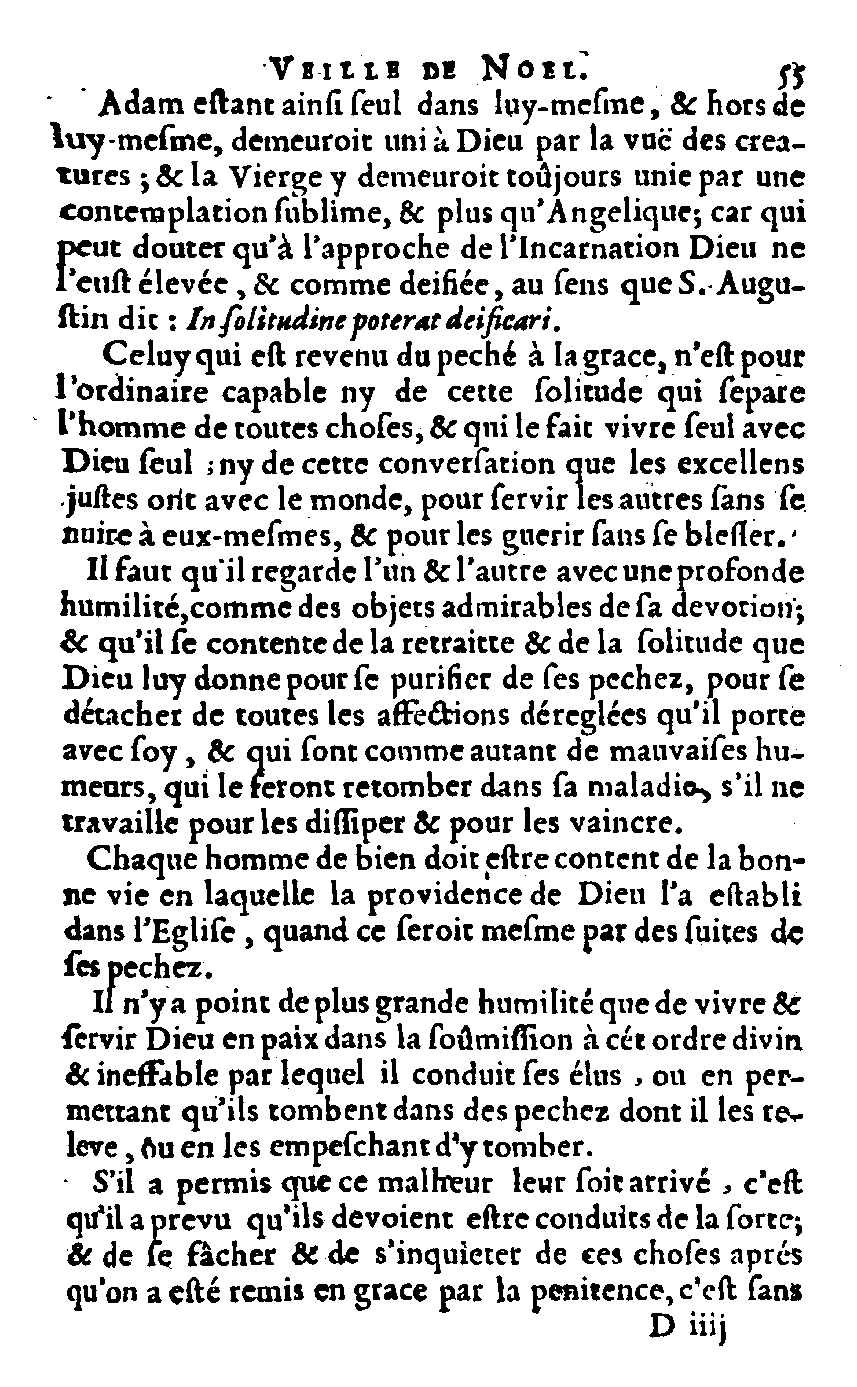 VEILLE DE NOEL. 55
Adam eſtant ainſi ſeul dans luy-meſme, & hors de
luy-meſme, demeuroit uni à Dieu par la vuë des crea-
tures ; & la Vierge y demeuroit toûjours unie par une
contemplation ſublime, & plus qu'Angelique; car qui
peut douter qu'à l'approche de l'Incarnation Dieu ne
l'euſt élevée, & comme deifiée, au ſens que S. Augu-
ſtin dit : In ſolitudine poterat deificari.
Celuy qui eſt revenu du peché à la grace, n'eſt pour
l'ordinaire capable ny de cette ſolitude qui ſepare
l'homme de toutes choſes, & qui le fait vivre ſeul avec
Dieu ſeul ; ny de cette converſation que les excellens
juſtes ont avec le monde, pour ſervir les autres ſans ſe
nuire à eux-meſmes, & pour les guerir ſans ſe bleſſer.
Il faut qu'il regarde l'un & l'autre avec une profonde
humilité, comme des objets admirables de ſa devotion;
& qu'il ſe contente de la retraitte & de la ſolitude que
Dieu luy donne pour ſe purifier de ſes pechez, pour ſe
détacher de toutes les affections déreglées qu'il porte
avec ſoy, & qui ſont comme autant de mauvaiſes hu-
meurs, qui le feront retomber dans ſa maladie, s'il ne
travaille pour les diſſiper & pour les vaincre.
Chaque homme de bien doit eſtre content de la bon-
ne vie en laquelle la providence de Dieu l'a eſtabli
dans l'Egliſe, quand ce ſeroit meſme par des ſuites de
ſes pechez.
Il n'y a point de plus grande humilité que de vivre &
ſervir Dieu en paix dans la ſoûmiſſion à cét ordre divin
& ineffable par lequel il conduit ſes élus, ou en per-
mettant qu'ils tombent dans des pechez dont il les re-
leve, ou en les empeſchant d'y tomber.
S'il a permis que ce malheur leur ſoit arrivé, c'eſt
qu'il a prevu qu'ils devoient eſtre conduits de la ſorte;
& de ſe fâcher & de s'inquieter de ces choſes aprés
qu'on a eſté remis en grace par la penitence, c'eſt ſans
D iiij